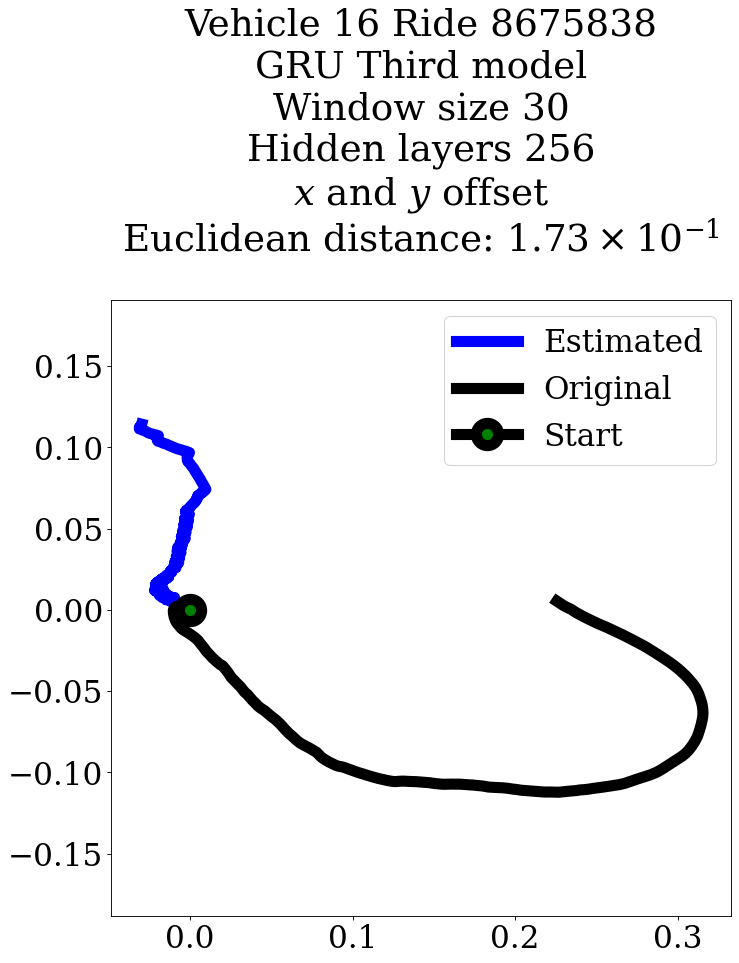 Vehicle 16 Ride 8675838
GRU Third model
Window size 30
Hidden layers 256
x and y offset
Euclidean distance: 1.73 × 10⁻¹
Estimated
Original
Start
0.15
0.10
0.05
0.00
−0.05
−0.10
−0.15
0.0 0.1 0.2 0.3